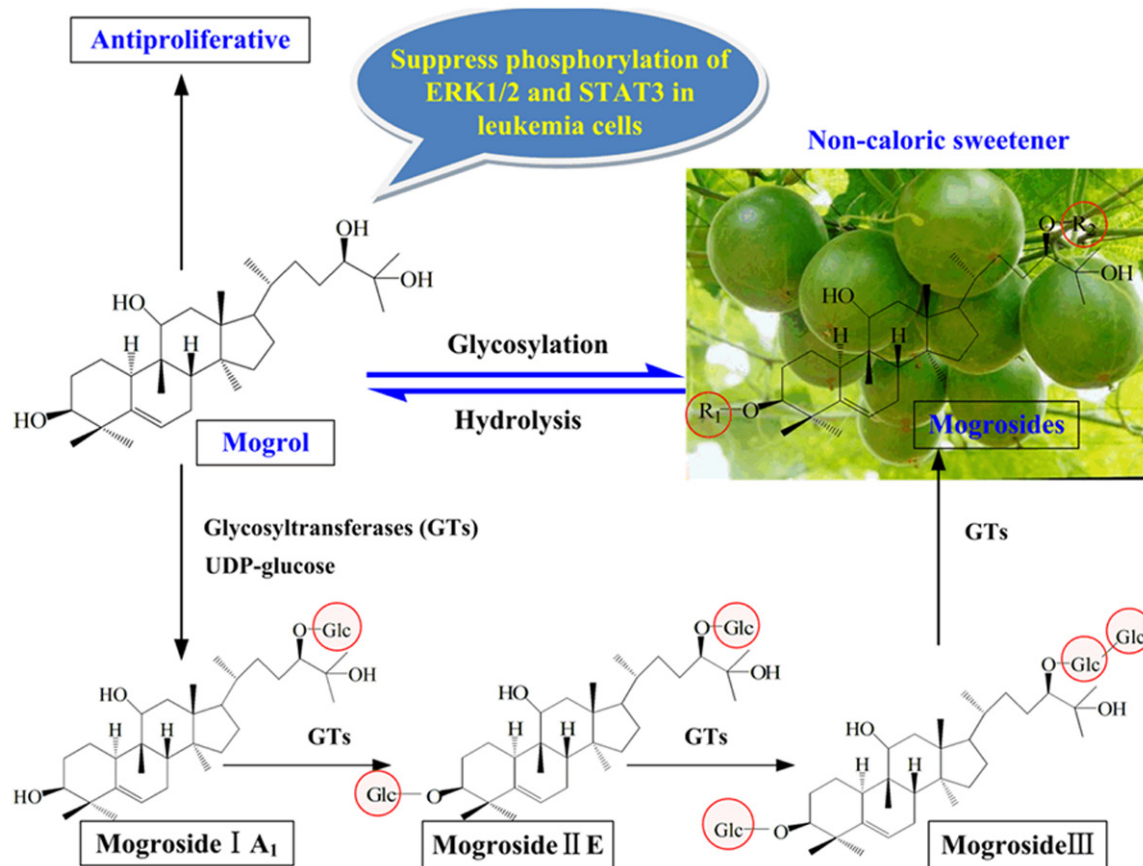 Antiproliferative
Suppress phosphorylation of
ERK1/2 and STAT3 in
leukemia cells
Non-caloric sweetener
OH
OH
HO
H
H
HO
Mogrol
Glycosylation
Hydrolysis
O-R₂
OH
HO
H
H
R₁-O
Mogrosides
Glycosyltransferases (GTs)
UDP-glucose
GTs
O-Glc
OH
HO
H
H
HO
Mogroside Ⅰ A₁
GTs
O-Glc
OH
HO
H
H
Glc-O
Mogroside Ⅱ E
GTs
Glc
O-Glc
OH
HO
H
H
Glc-O
Mogroside Ⅲ